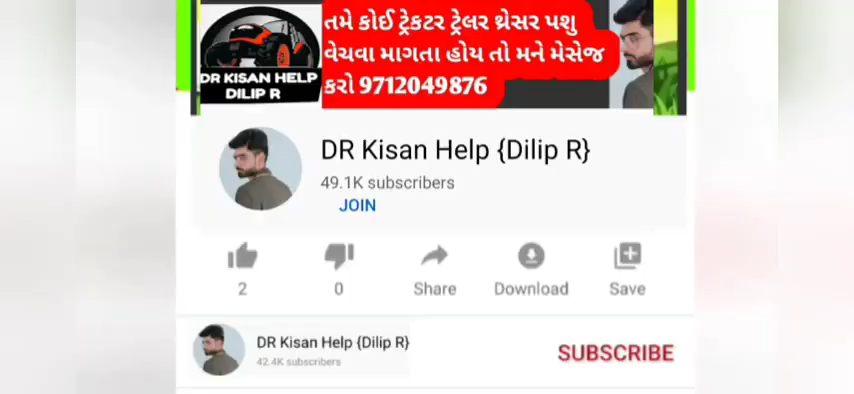 તમે કોઈ ટ્રેકટર ટ્રેલર થ્રેસર પશુ
વેચવા માગતા હોય તો મને મેસેજ
કરો 9712049876
DR KISAN HELP
DILIP R
DR Kisan Help {Dilip R}
49.1K subscribers
JOIN
2
0
Share
Download
Save
DR Kisan Help {Dilip R}
42.4K subscribers
SUBSCRIBE